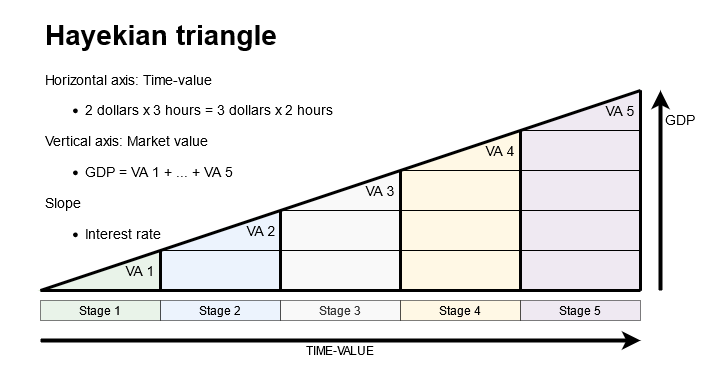 Hayekian triangle
Horizontal axis: Time-value
• 2 dollars x 3 hours = 3 dollars x 2 hours
Vertical axis: Market value
• GDP = VA 1 + ... + VA 5
Slope
• Interest rate
VA 1
VA 2
VA 3
VA 4
VA 5
GDP
Stage 1
Stage 2
Stage 3
Stage 4
Stage 5
TIME-VALUE